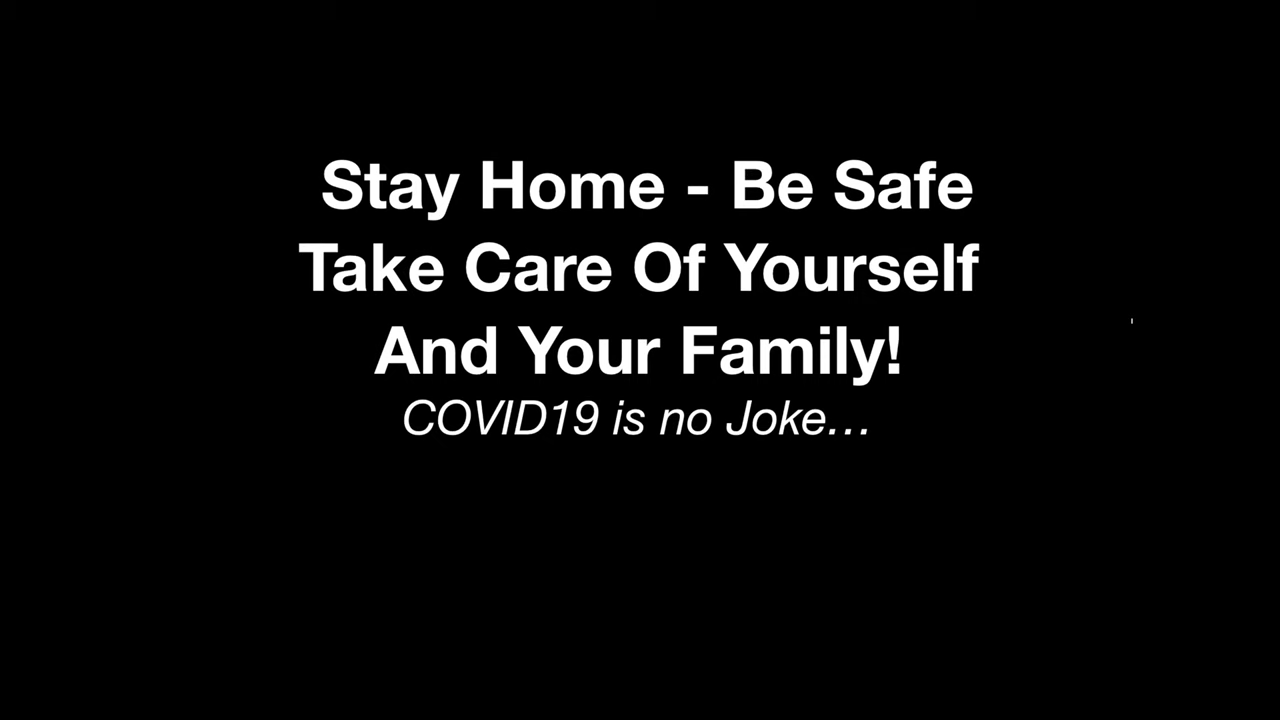 Stay Home - Be Safe
Take Care Of Yourself
And Your Family!
COVID19 is no Joke…